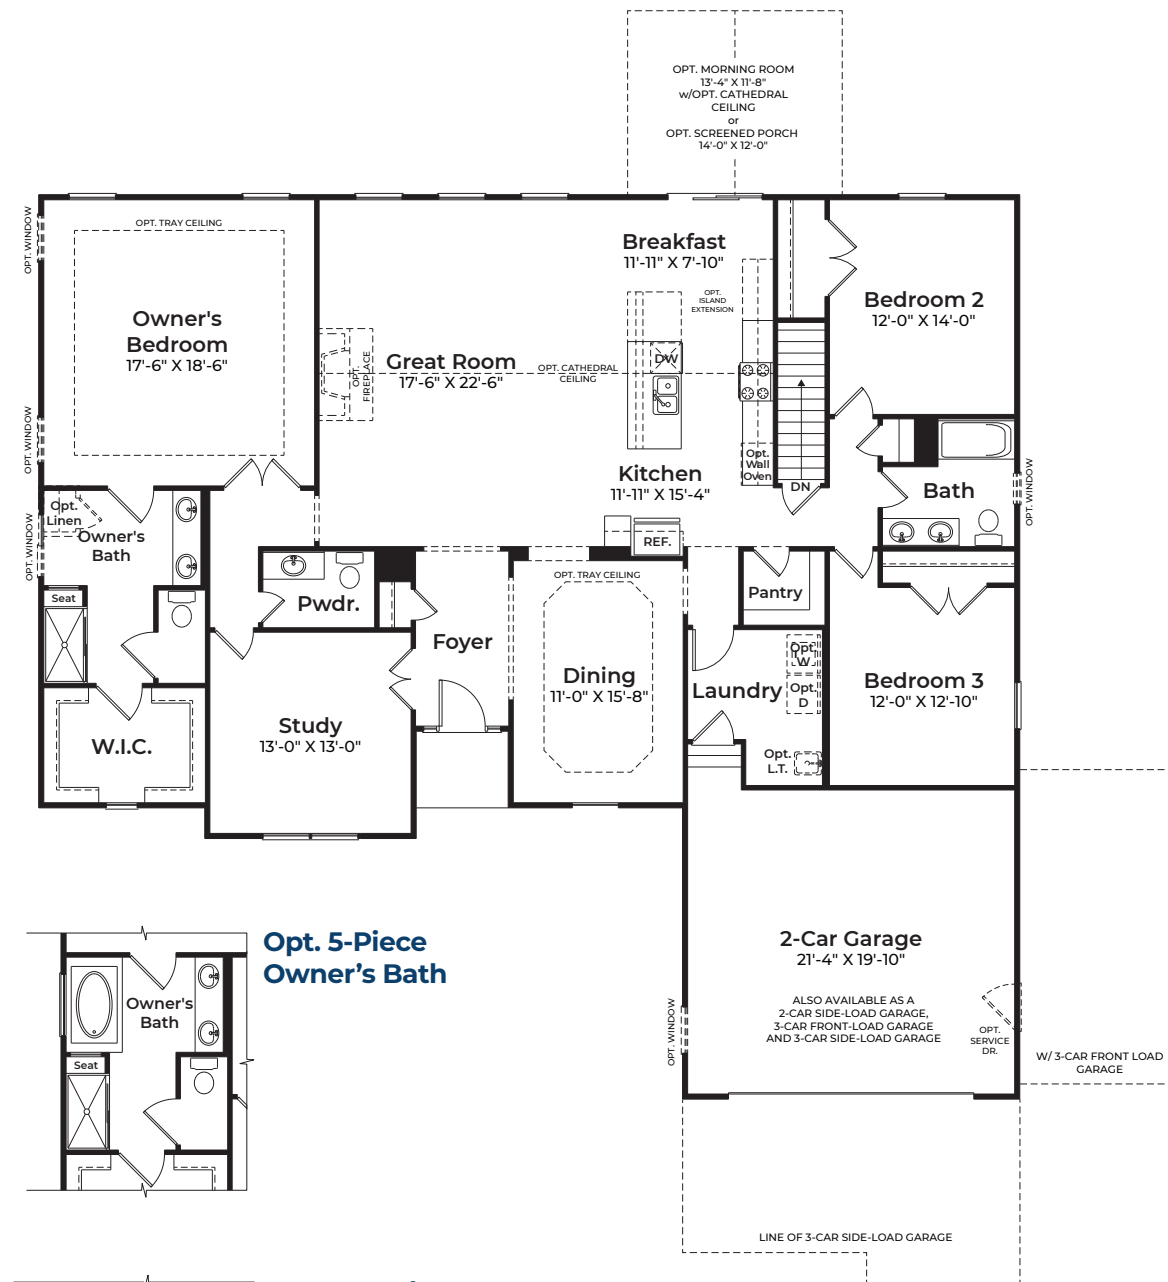 OPT. MORNING ROOM
13'-4" X 11'-8"
w/OPT. CATHEDRAL
CEILING
or
OPT. SCREENED PORCH
14'-0" X 12'-0"
OPT. WINDOW
OPT. TRAY CEILING
Owner's
Bedroom
17'-6" X 18'-6"
OPT. WINDOW
Great Room
17'-6" X 22'-6"
OPT.
FIREPLACE
OPT. CATHEDRAL
CEILING
Breakfast
11'-11" X 7'-10"
OPT.
ISLAND
EXTENSION
DW
Kitchen
11'-11" X 15'-4"
Opt.
Wall
Oven
REF.
DN
Bedroom 2
12'-0" X 14'-0"
Bath
OPT. WINDOW
Opt.
Linen
Owner's
Bath
OPT. WINDOW
Seat
W.I.C.
Pwdr.
Foyer
Study
13'-0" X 13'-0"
OPT. TRAY CEILING
Dining
11'-0" X 15'-8"
Pantry
Laundry
Opt.
W
Opt.
D
Opt.
L.T.
Bedroom 3
12'-0" X 12'-10"
2-Car Garage
21'-4" X 19'-10"
ALSO AVAILABLE AS A
2-CAR SIDE-LOAD GARAGE,
3-CAR FRONT-LOAD GARAGE
AND 3-CAR SIDE-LOAD GARAGE
OPT. WINDOW
OPT.
SERVICE
DR.
W/ 3-CAR FRONT LOAD
GARAGE
LINE OF 3-CAR SIDE-LOAD GARAGE
Opt. 5-Piece
Owner’s Bath
Owner's
Bath
Seat